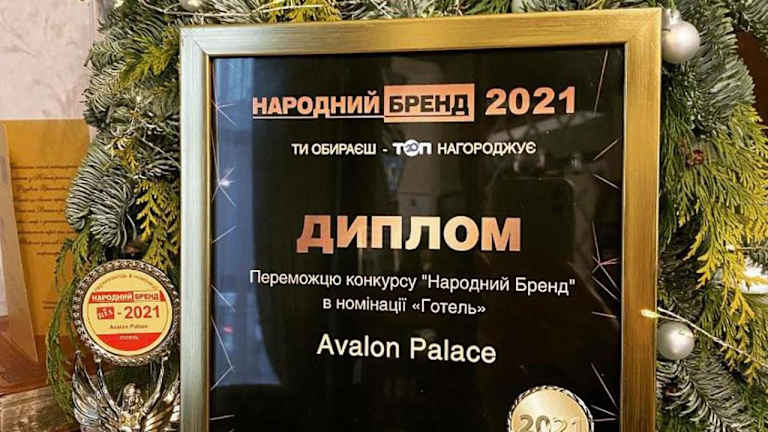 НАРОДНИЙ БРЕНД 2021
ТИ ОБИРАЄШ - ТОП НАГОРОДЖУЄ
ДИПЛОМ
Переможцю конкурсу "Народний Бренд"
в номінації «Готель»
Avalon Palace
2021
НАРОДНИЙ БРЕНД
-2021
Avalon Palace
ГОТЕЛЬ